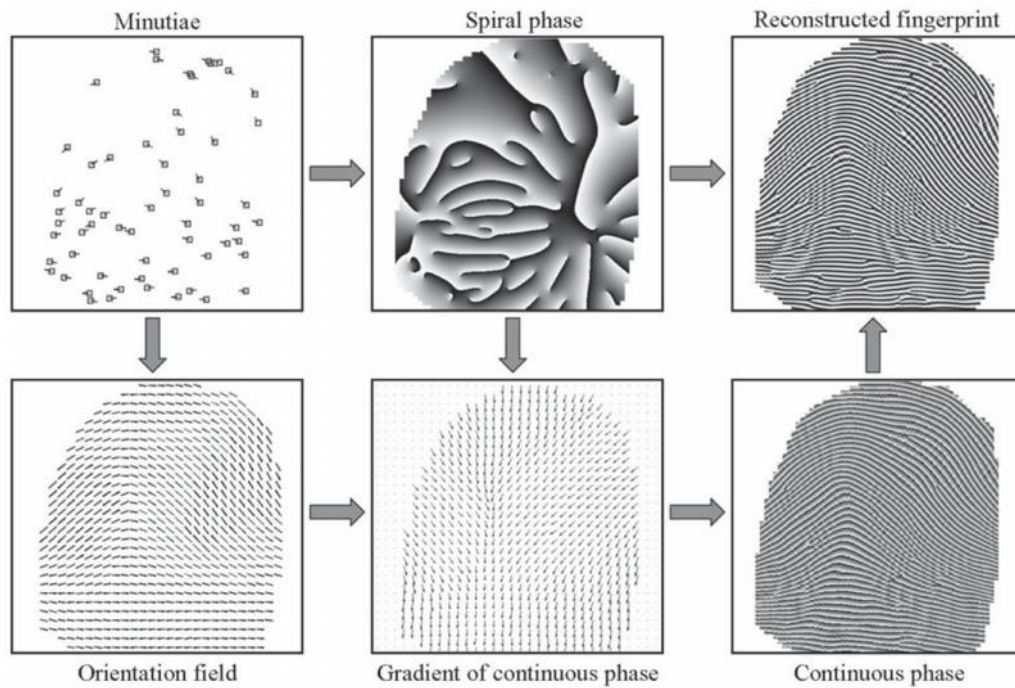 Minutiae
Spiral phase
Reconstructed fingerprint
Orientation field
Gradient of continuous phase
Continuous phase